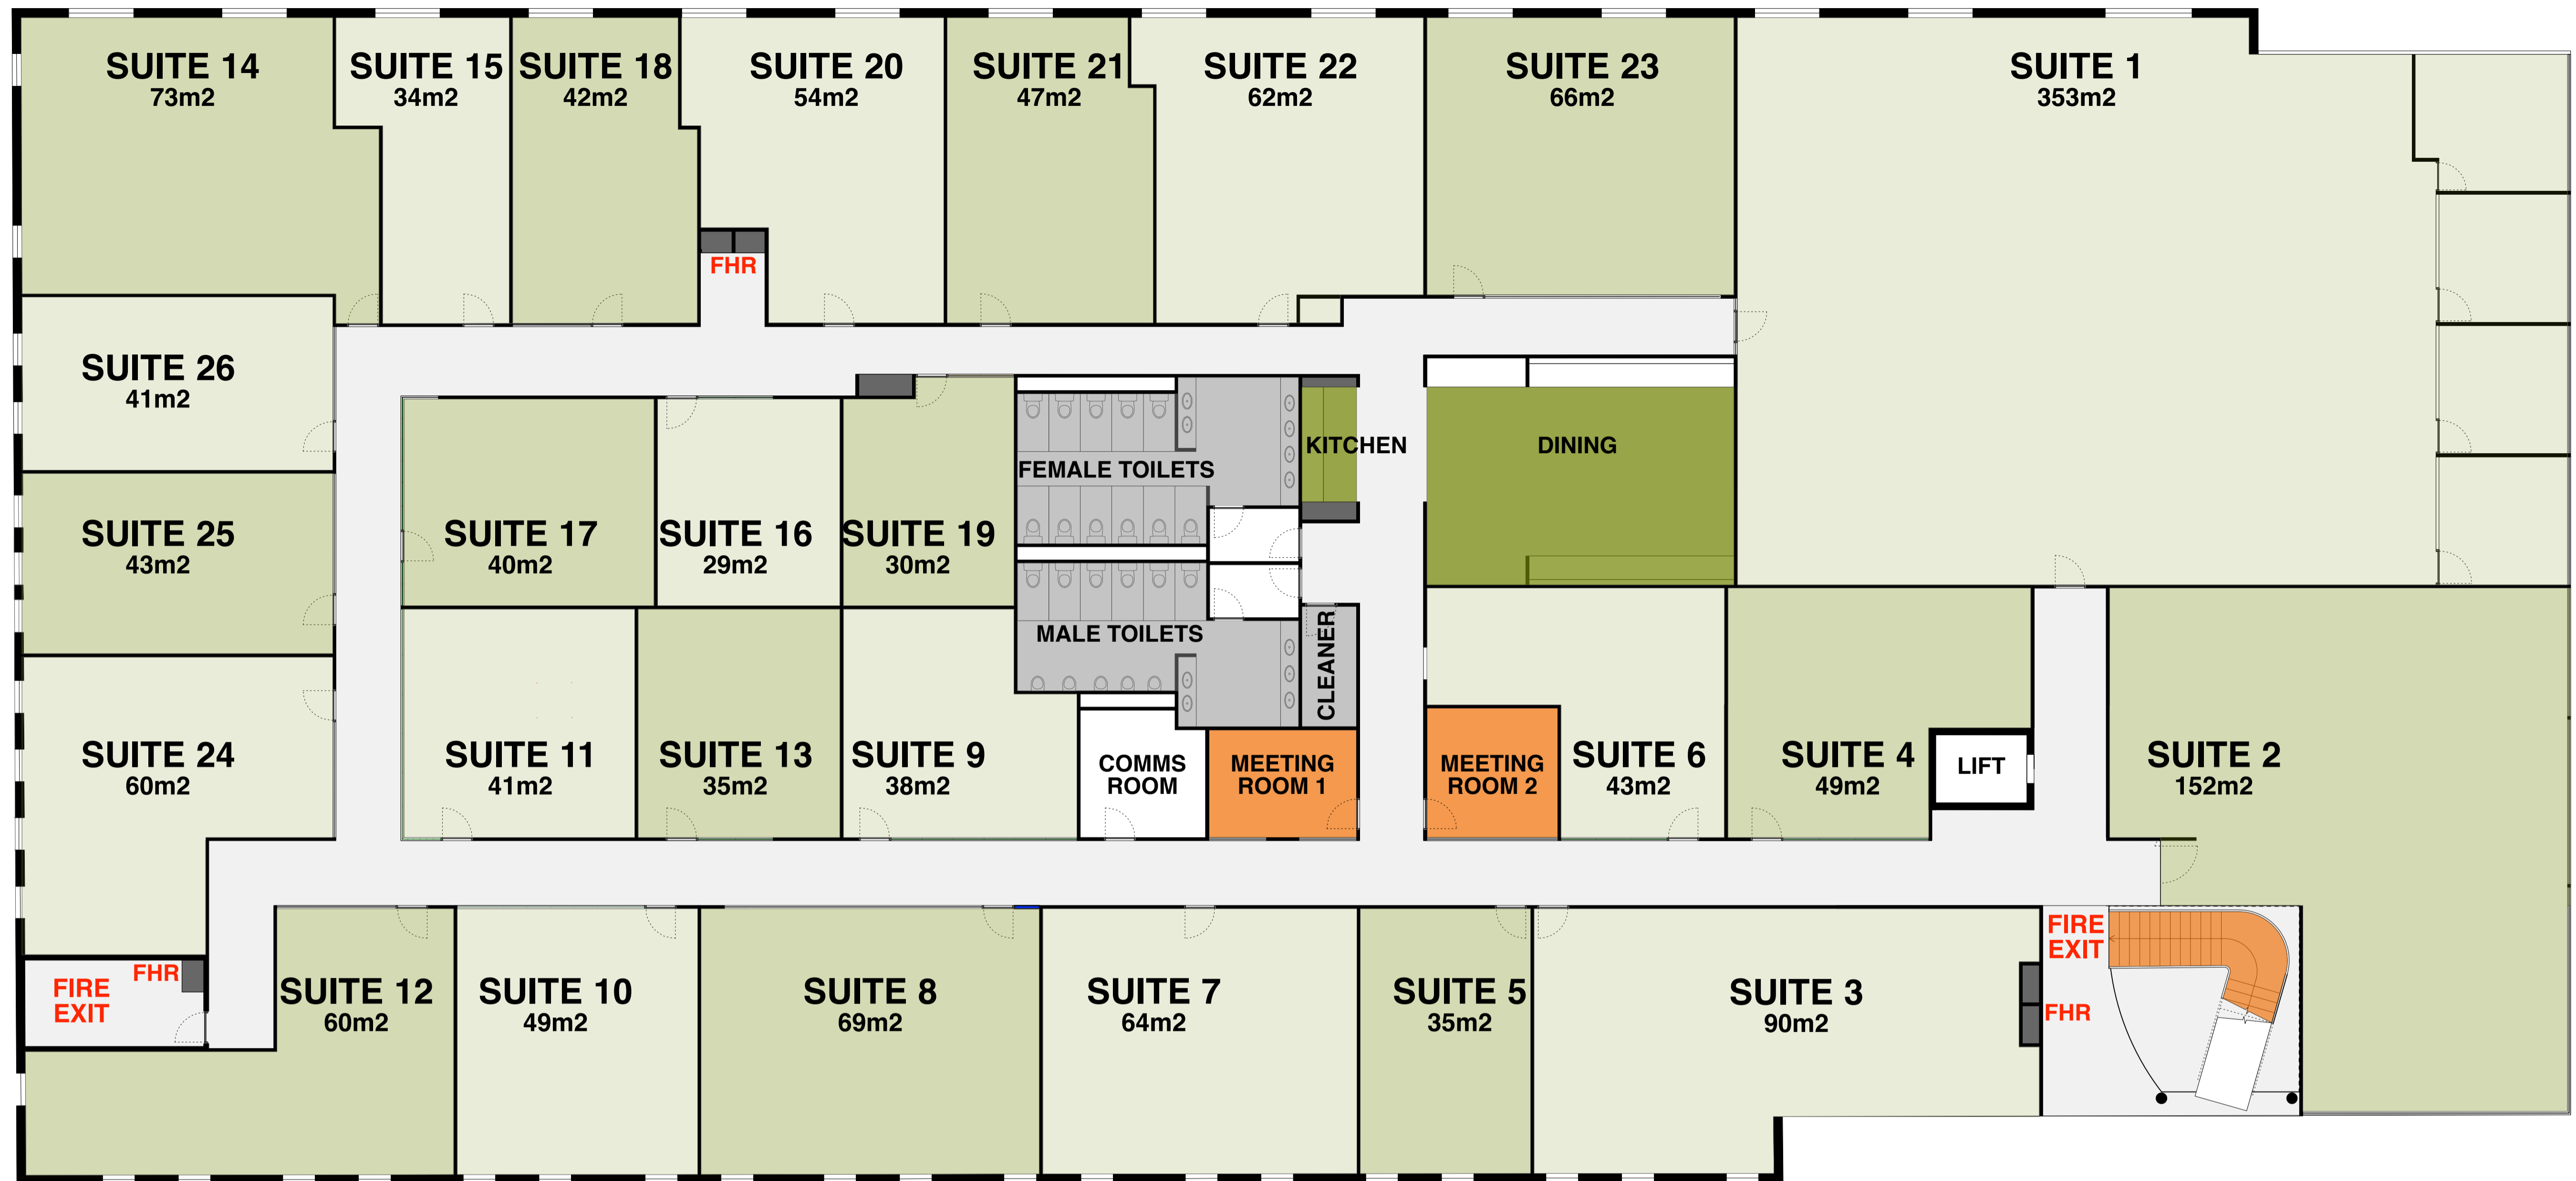 SUITE 14
73m2
SUITE 15
34m2
SUITE 18
42m2
SUITE 20
54m2
SUITE 21
47m2
SUITE 22
62m2
SUITE 23
66m2
SUITE 1
353m2
FHR
SUITE 26
41m2
KITCHEN
DINING
FEMALE TOILETS
SUITE 25
43m2
SUITE 17
40m2
SUITE 16
29m2
SUITE 19
30m2
MALE TOILETS
CLEANER
SUITE 24
60m2
SUITE 11
41m2
SUITE 13
35m2
SUITE 9
38m2
COMMS
ROOM
MEETING
ROOM 1
MEETING
ROOM 2
SUITE 6
43m2
SUITE 4
49m2
LIFT
SUITE 2
152m2
FIRE
EXIT
FHR
FIRE
EXIT
SUITE 12
60m2
SUITE 10
49m2
SUITE 8
69m2
SUITE 7
64m2
SUITE 5
35m2
SUITE 3
90m2
FHR